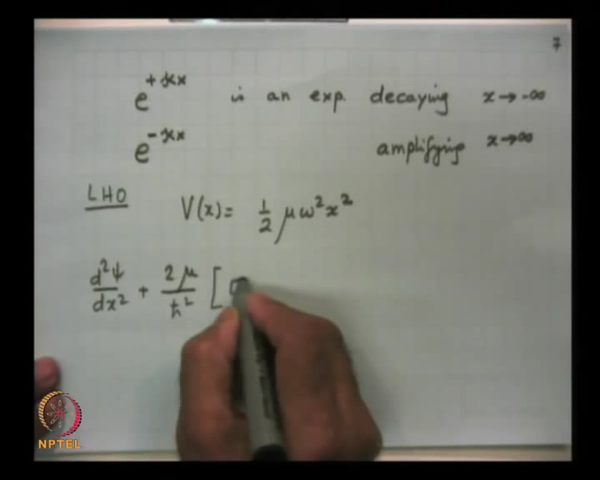 7
e^{+κx} is an exp. decaying x → -∞
e^{-κx} amplifying x → ∞
LHO V(x) = 1/2 μω²x²
d²ψ/dx² + 2μ/ħ² [
NPTEL